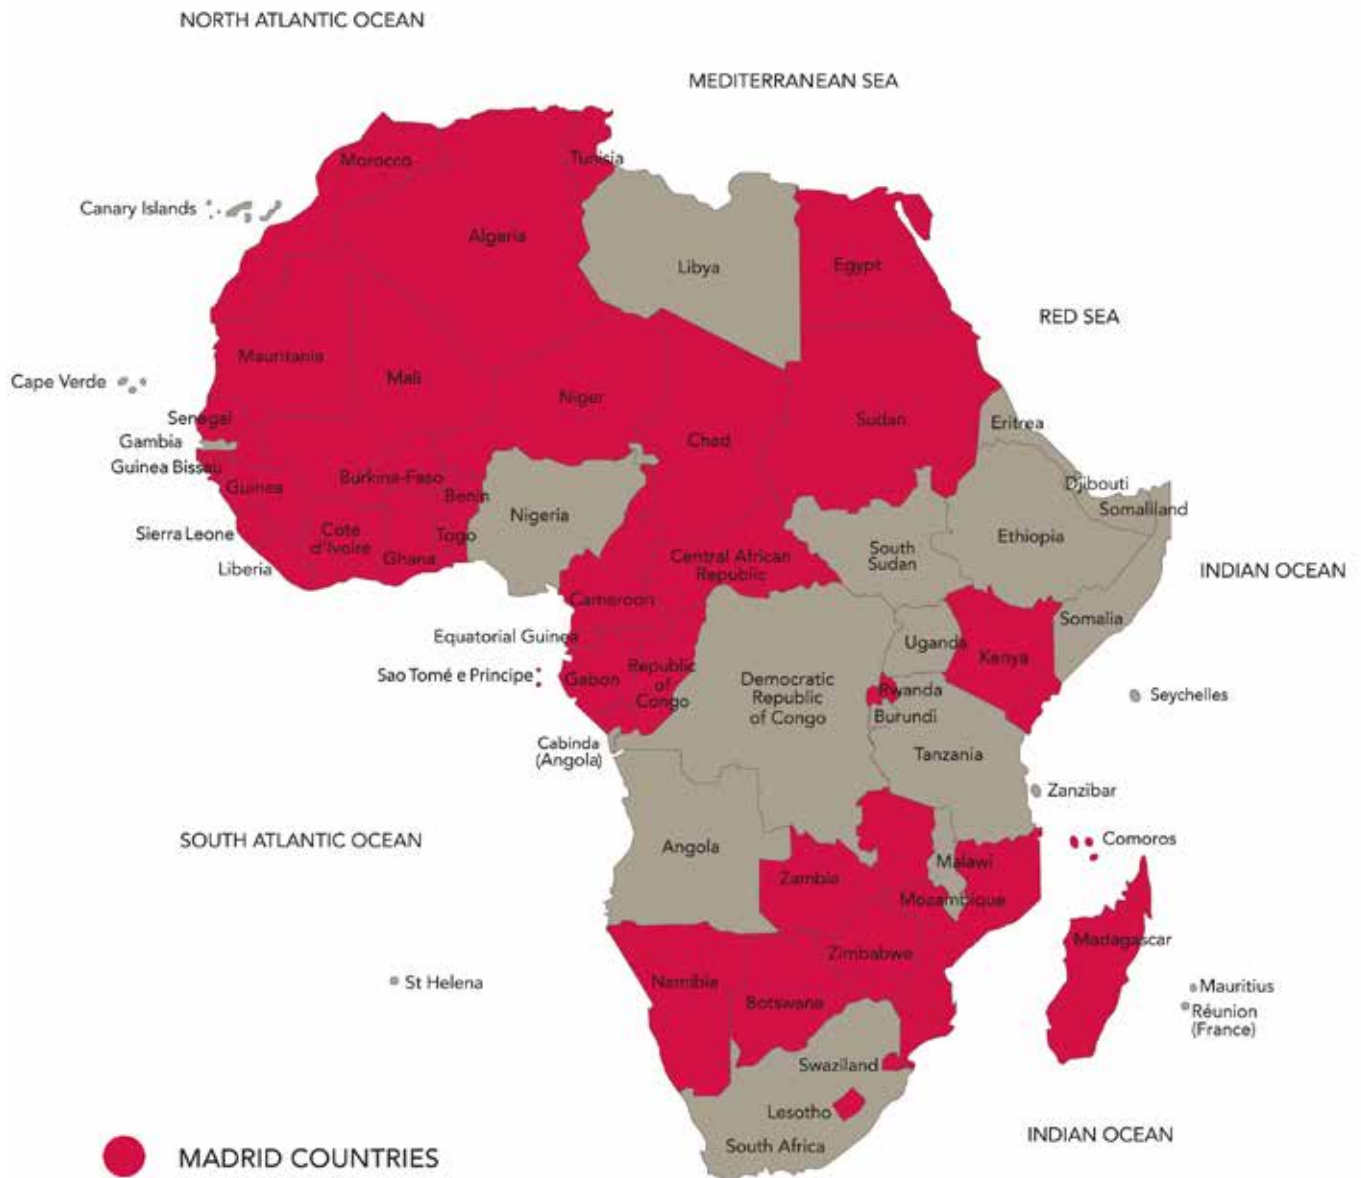 NORTH ATLANTIC OCEAN
MEDITERRANEAN SEA
Morocco
Tunisia
Canary Islands
Algeria
Libya
Egypt
RED SEA
Mauritania
Mali
Cape Verde
Niger
Sudan
Senegal
Eritrea
Gambia
Chad
Guinea Bissau
Guinea
Burkina-Faso
Benin
Djibouti
Somaliland
Nigeria
Sierra Leone
Cote
d'Ivoire
Togo
Ghana
Ethiopia
South
Sudan
Central African
Republic
Liberia
INDIAN OCEAN
Cameroon
Somalia
Equatorial Guinea
Uganda
Kenya
Sao Tomé e Principe
Gabon
Republic
of
Congo
Democratic
Republic
of Congo
Rwanda
Burundi
Seychelles
Cabinda
(Angola)
Tanzania
Zanzibar
SOUTH ATLANTIC OCEAN
Angola
Comoros
Malawi
Zambia
Mozambique
Madagascar
Zimbabwe
St Helena
Namibia
Botswana
Mauritius
Réunion
(France)
Swaziland
Lesotho
South Africa
INDIAN OCEAN
MADRID COUNTRIES